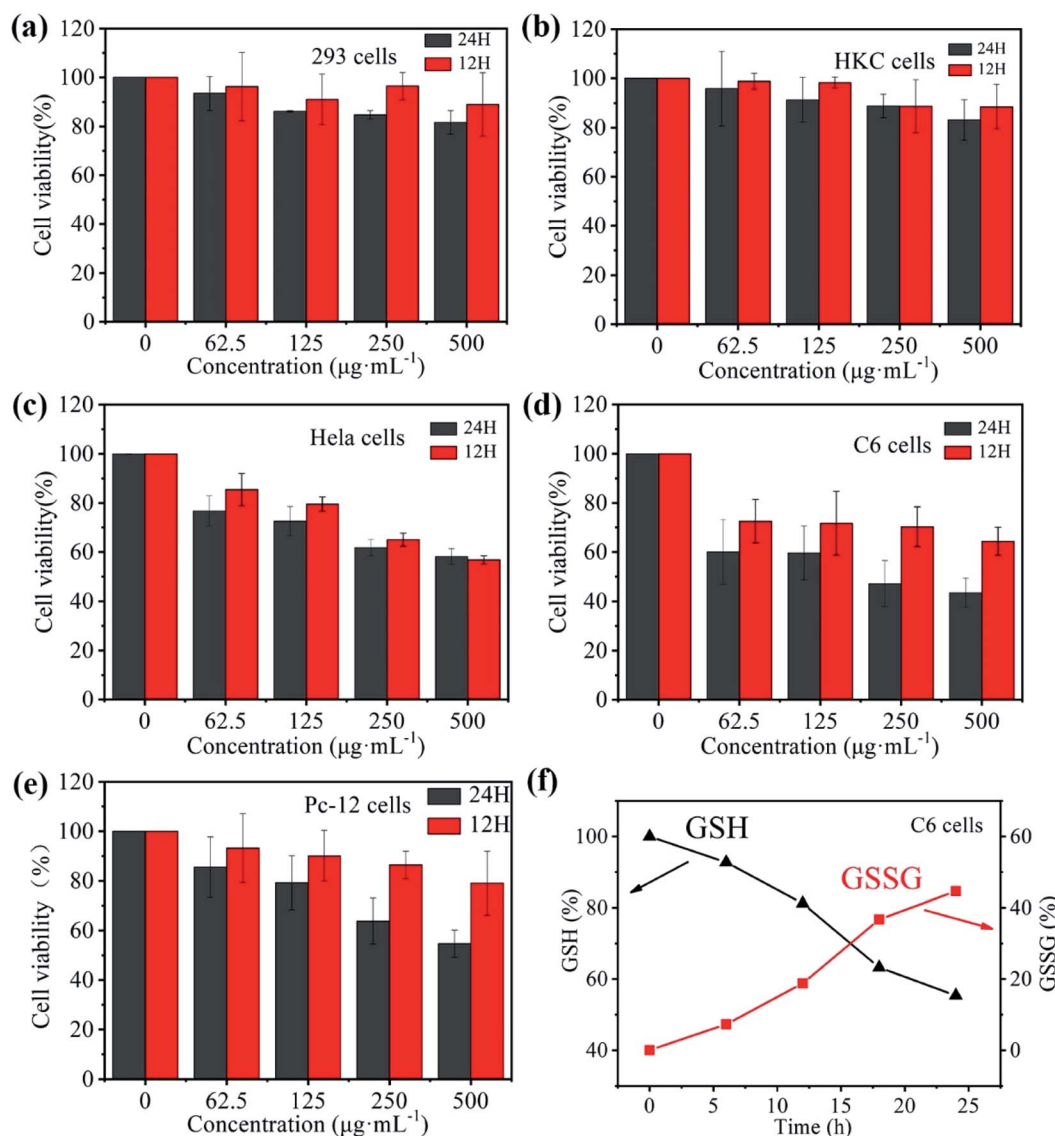 (a)
293 cells
24H
12H
Cell viability(%)
120
100
80
60
40
20
0
0 62.5 125 250 500
Concentration (μg·mL⁻¹)
(b)
HKC cells
24H
12H
Cell viability(%)
120
100
80
60
40
20
0
0 62.5 125 250 500
Concentration (μg·mL⁻¹)
(c)
Hela cells
24H
12H
Cell viability(%)
120
100
80
60
40
20
0
0 62.5 125 250 500
Concentration (μg·mL⁻¹)
(d)
C6 cells
24H
12H
Cell viability(%)
120
100
80
60
40
20
0
0 62.5 125 250 500
Concentration (μg·mL⁻¹)
(e)
Pc-12 cells
24H
12H
Cell viability (%)
120
100
80
60
40
20
0
0 62.5 125 250 500
Concentration (μg·mL⁻¹)
(f)
C6 cells
GSH
GSSG
GSH (%)
100
80
60
40
GSSG(%)
60
40
20
0
0 5 10 15 20 25
Time (h)